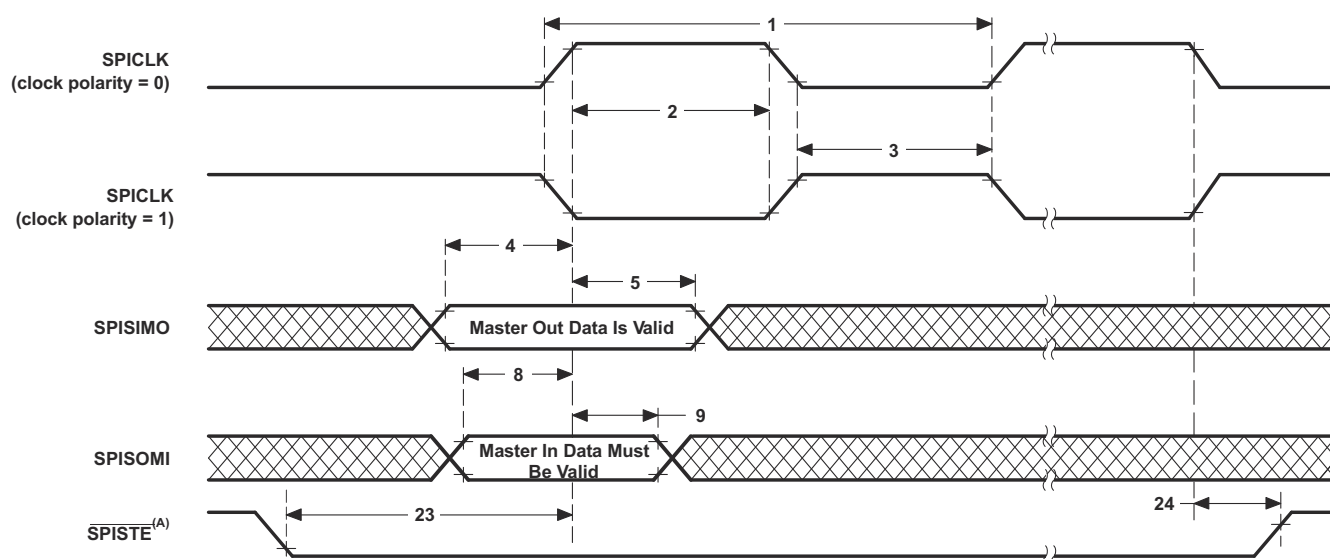 1
SPICLK
(clock polarity = 0)
2
3
SPICLK
(clock polarity = 1)
4
5
SPISIMO
Master Out Data Is Valid
8
9
SPISOMI
Master In Data Must
Be Valid
23
24
SPISTE(A)